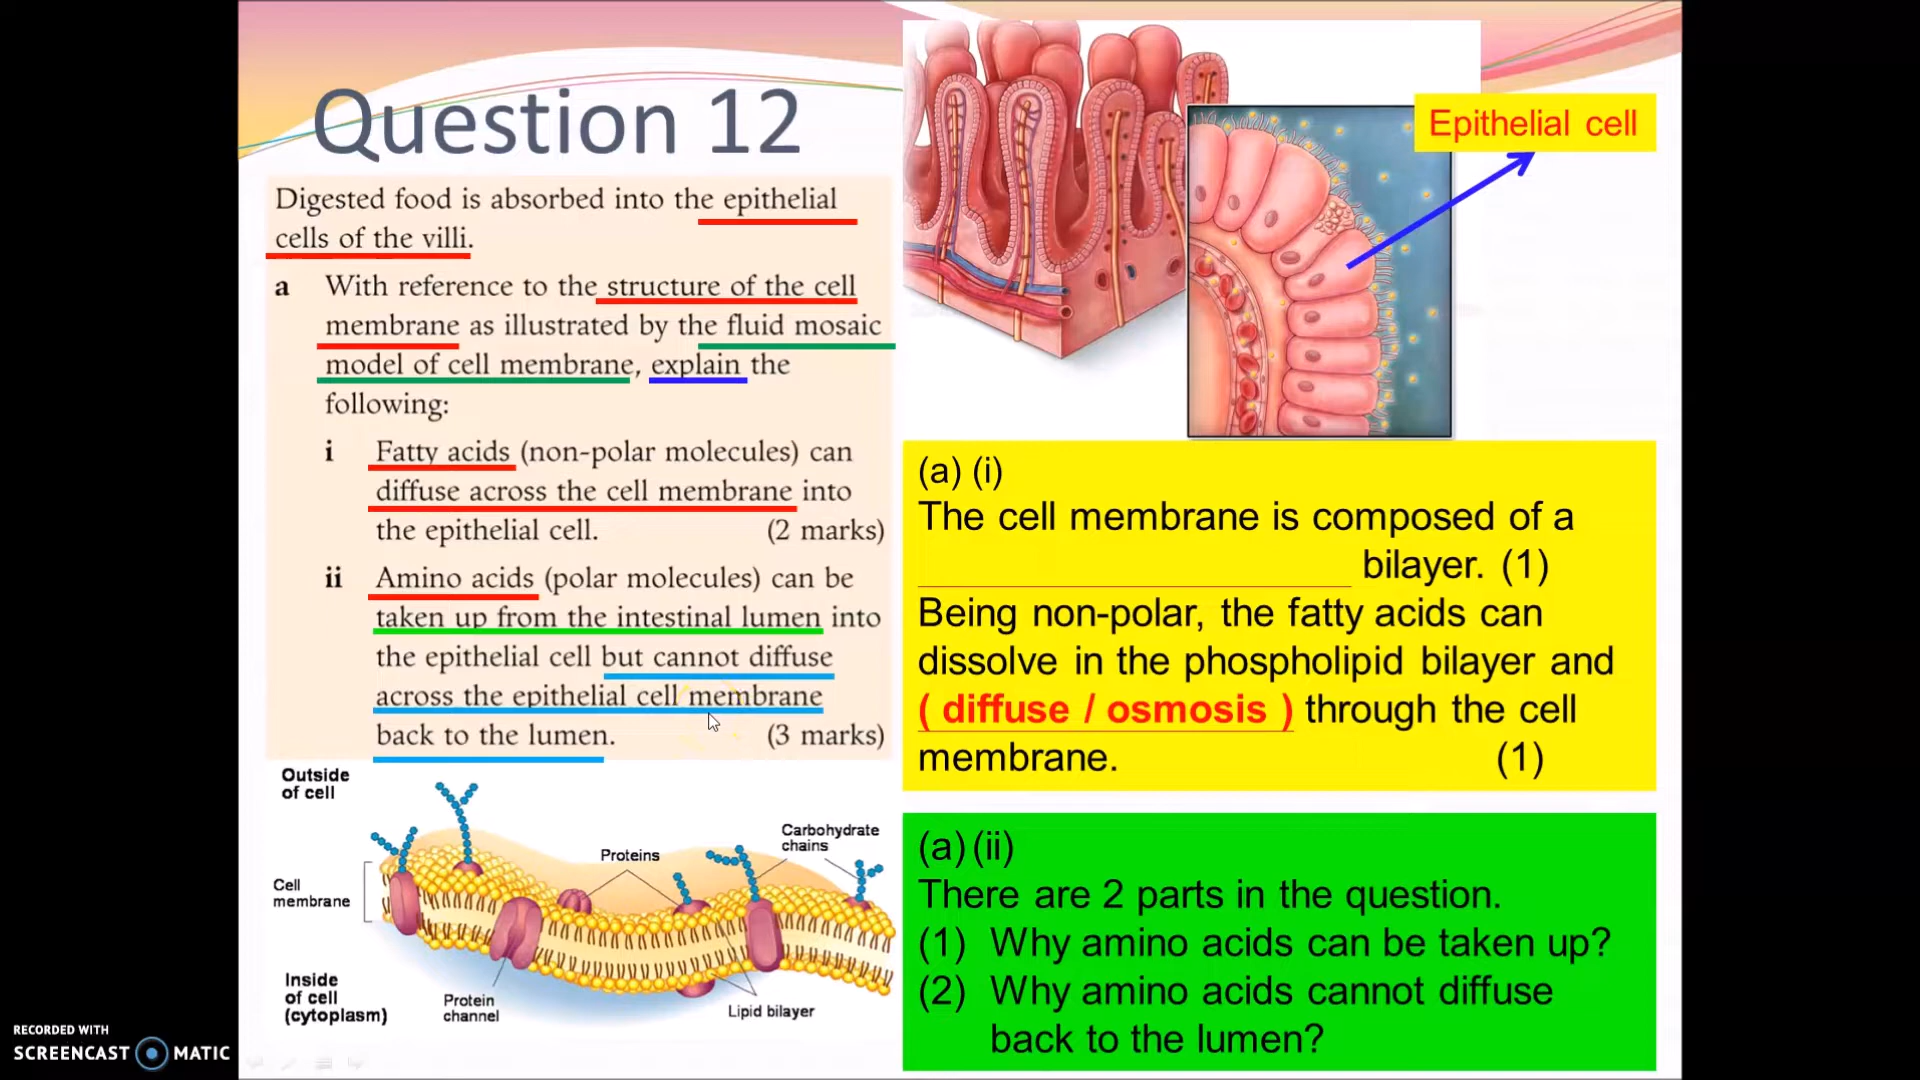 Question 12
Epithelial cell
Digested food is absorbed into the epithelial
cells of the villi.
a With reference to the structure of the cell
membrane as illustrated by the fluid mosaic
model of cell membrane, explain the
following:
i Fatty acids (non-polar molecules) can
diffuse across the cell membrane into
the epithelial cell. (2 marks)
ii Amino acids (polar molecules) can be
taken up from the intestinal lumen into
the epithelial cell but cannot diffuse
across the epithelial cell membrane
back to the lumen. (3 marks)
Outside
of cell
Cell
membrane
Inside
of cell
(cytoplasm)
Protein
channel
Proteins
Lipid bilayer
Carbohydrate
chains
(a) (i)
The cell membrane is composed of a
____________________ bilayer. (1)
Being non-polar, the fatty acids can
dissolve in the phospholipid bilayer and
( diffuse / osmosis ) through the cell
membrane. (1)
(a) (ii)
There are 2 parts in the question.
(1) Why amino acids can be taken up?
(2) Why amino acids cannot diffuse
back to the lumen?
RECORDED WITH
SCREENCAST MATIC